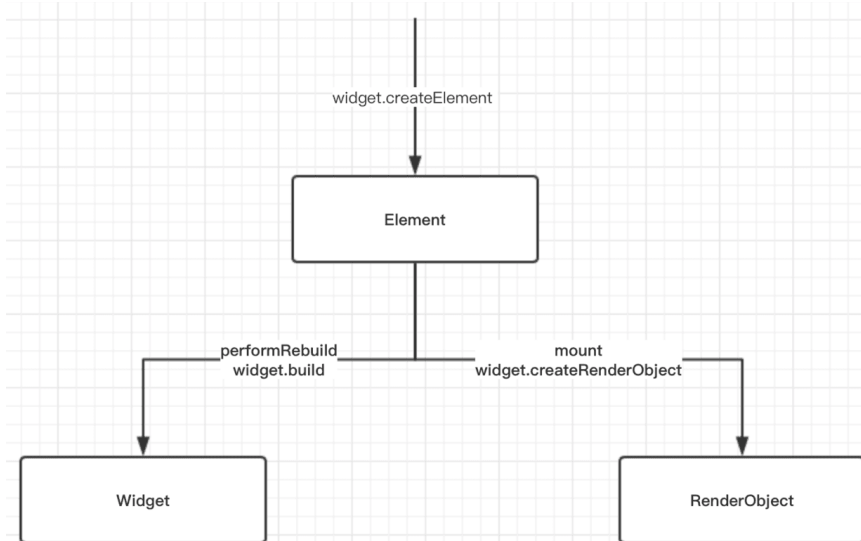 widget.createElement
Element
performRebuild
widget.build
mount
widget.createRenderObject
Widget
RenderObject